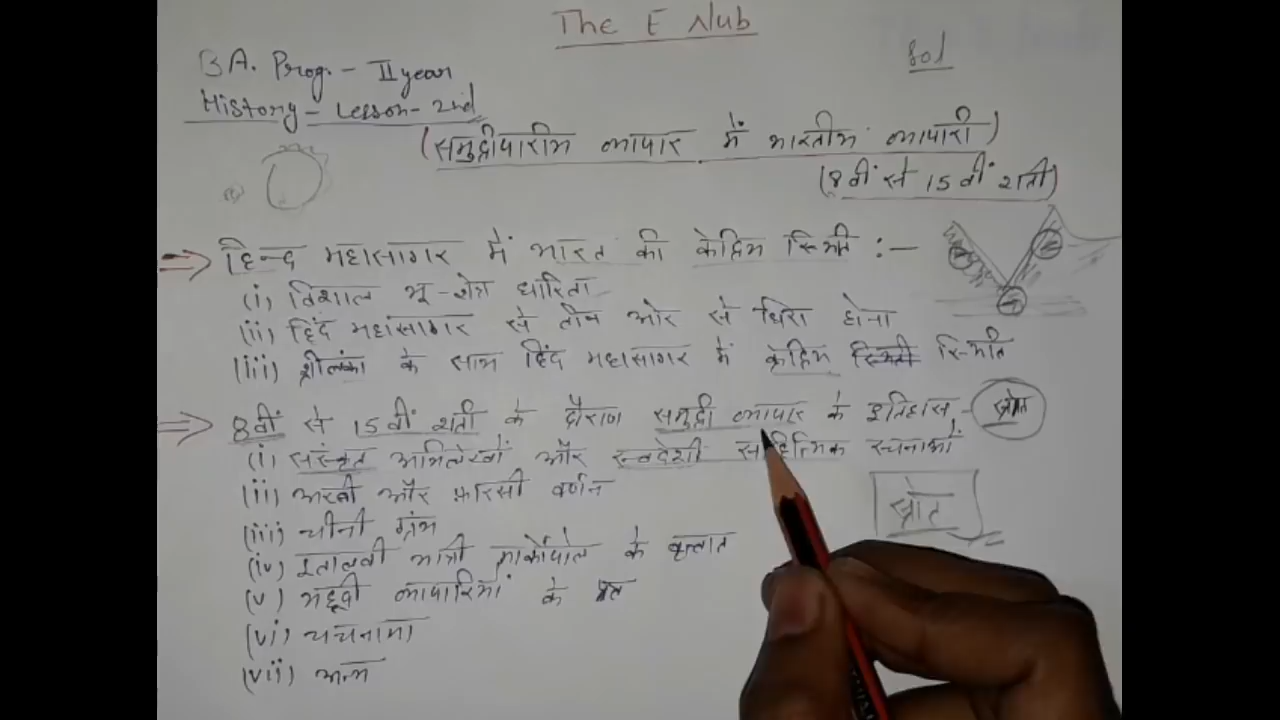 The E Nub
B.A. Prog. - II year
Sol
History - Lesson - 2nd
(समुद्रीपारीय व्यापार में भारतीय व्यापारी)
(8वीं से 15वीं शती)
हिन्द महासागर में भारत की केंद्रिय स्थिती :-
(i) विशाल भू-क्षेत्र धारिता
(ii) हिंद महासागर से तीन ओर से घिरा होना
(iii) श्रीलंका के साथ हिंद महासागर में केंद्रिय स्थिती स्थिति
8वीं से 15वीं शती के दौराण समुद्री व्यापार के इतिहास - स्रोत
(i) संस्कृत अभिलेखों और स्वदेशी साहित्यिक रचनाओं
(ii) अरबी और फ़ारसी वर्णन
स्रोत
(iii) चीनी ग्रंथ
(iv) इतालवी यात्री मार्कोपोल के वृत्तात
(v) यहूदी व्यापारियों के पत्र
(vi) चचनामा
(vii) अन्य